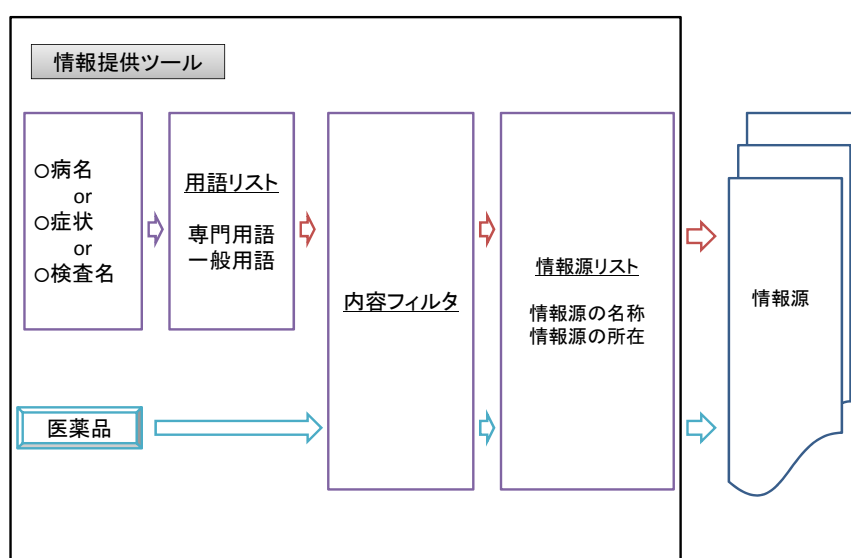 情報提供ツール
○病名
or
○症状
or
○検査名
用語リスト
専門用語
一般用語
内容フィルタ
情報源リスト
情報源の名称
情報源の所在
情報源
医薬品